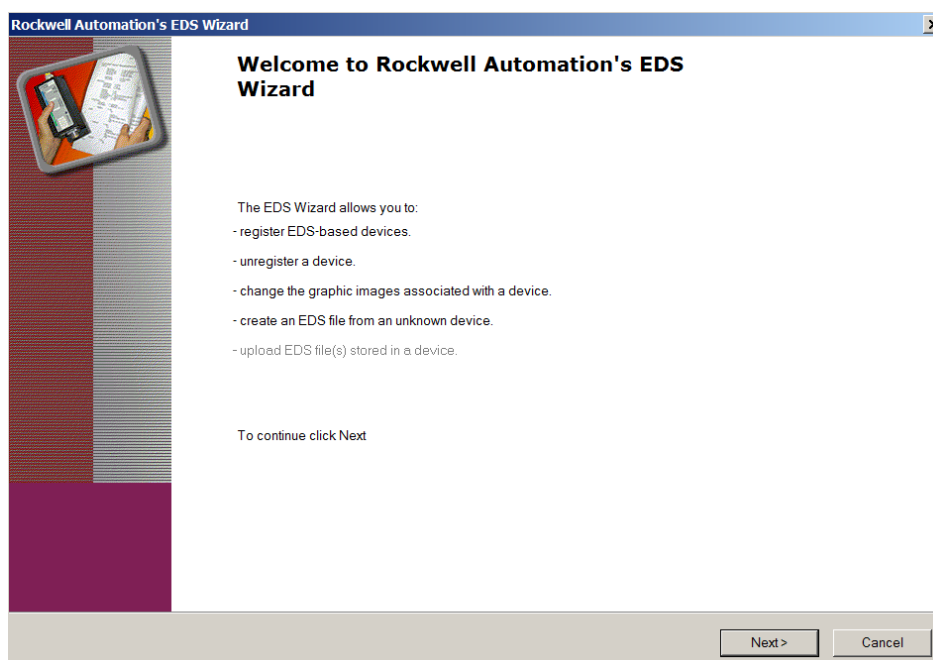 Rockwell Automation's EDS Wizard
Welcome to Rockwell Automation's EDS
Wizard
The EDS Wizard allows you to:
- register EDS-based devices.
- unregister a device.
- change the graphic images associated with a device.
- create an EDS file from an unknown device.
- upload EDS file(s) stored in a device.
To continue click Next
Next >
Cancel